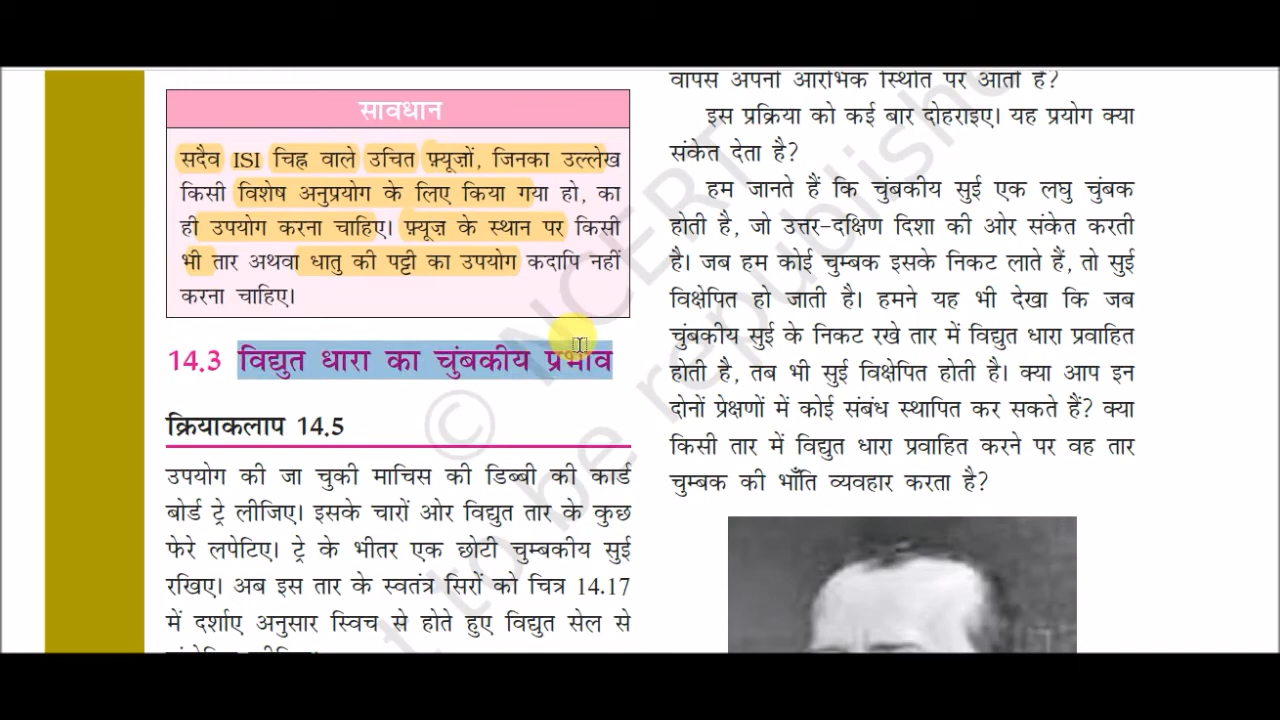 सावधान
सदैव ISI चिह्न वाले उचित फ़्यूज़ों, जिनका उल्लेख
किसी विशेष अनुप्रयोग के लिए किया गया हो, का
ही उपयोग करना चाहिए। फ़्यूज़ के स्थान पर किसी
भी तार अथवा धातु की पट्टी का उपयोग कदापि नहीं
करना चाहिए।
14.3 विद्युत धारा का चुंबकीय प्रभाव
क्रियाकलाप 14.5
उपयोग की जा चुकी माचिस की डिब्बी की कार्ड
बोर्ड ट्रे लीजिए। इसके चारों ओर विद्युत तार के कुछ
फेरे लपेटिए। ट्रे के भीतर एक छोटी चुम्बकीय सुई
रखिए। अब इस तार के स्वतंत्र सिरों को चित्र 14.17
में दर्शाए अनुसार स्विच से होते हुए विद्युत सेल से
वापस अपनी आरंभिक स्थिति पर आती है?
इस प्रक्रिया को कई बार दोहराइए। यह प्रयोग क्या
संकेत देता है?
हम जानते हैं कि चुंबकीय सुई एक लघु चुंबक
होती है, जो उत्तर-दक्षिण दिशा की ओर संकेत करती
है। जब हम कोई चुम्बक इसके निकट लाते हैं, तो सुई
विक्षेपित हो जाती है। हमने यह भी देखा कि जब
चुंबकीय सुई के निकट रखे तार में विद्युत धारा प्रवाहित
होती है, तब भी सुई विक्षेपित होती है। क्या आप इन
दोनों प्रेक्षणों में कोई संबंध स्थापित कर सकते हैं? क्या
किसी तार में विद्युत धारा प्रवाहित करने पर वह तार
चुम्बक की भाँति व्यवहार करता है?
© NCERT
be republishe